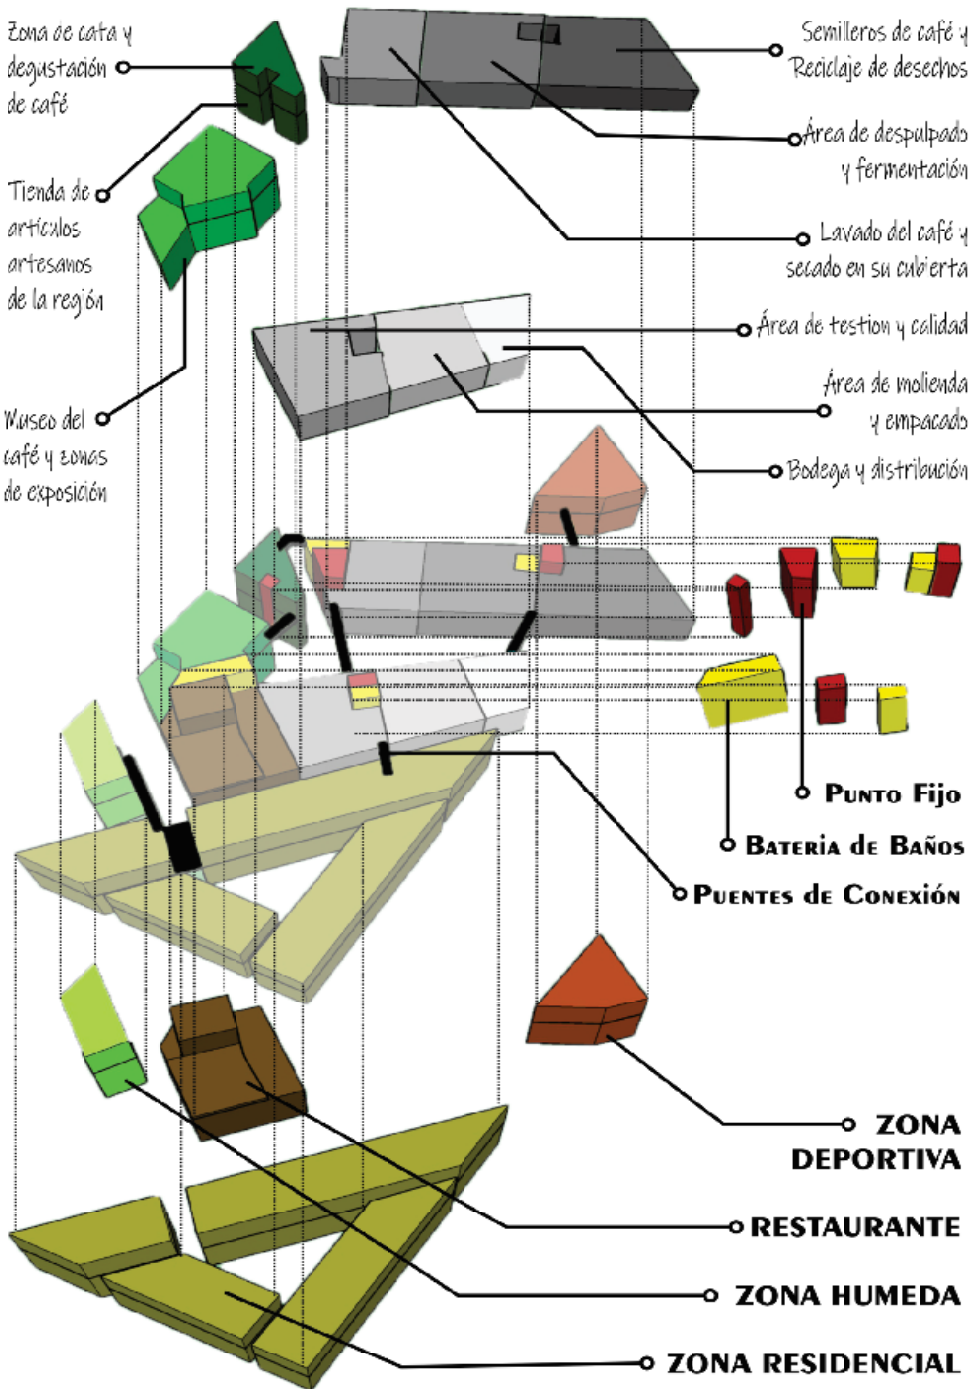 Zona de cata y
degustación
de café
Tienda de
artículos
artesanos
de la región
Museo del
café y zonas
de exposición
Semilleros de café y
Reciclaje de desechos
Área de despulpado
y fermentación
Lavado del café y
secado en su cubierta
Área de testion y calidad
Área de molienda
y empacado
Bodega y distribución
Punto Fijo
Batería de Baños
Puentes de Conexión
ZONA
DEPORTIVA
RESTAURANTE
ZONA HUMEDA
ZONA RESIDENCIAL